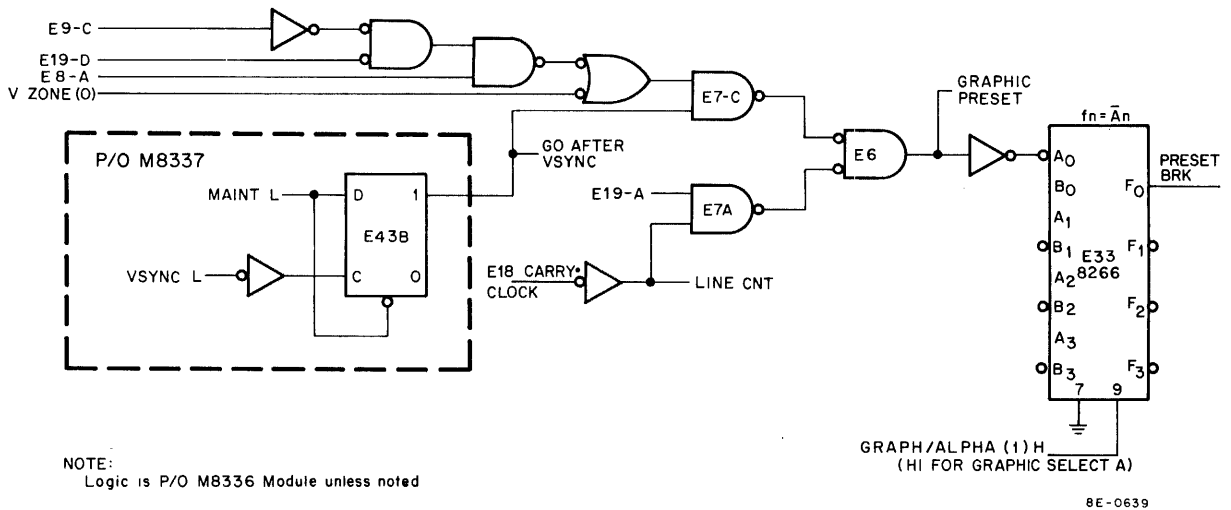 E9-C
E19-D
E8-A
V ZONE(0)
E7-C
GRAPHIC
PRESET
fn= A̅n
P/O M8337
GO AFTER
VSYNC
E6
A0
B0
A1
B1
A2
B2
A3
B3
F0
F1
F2
F3
E33
8266
7
9
PRESET
BRK
MAINT L
D
1
E43B
C
0
VSYNC L
E19-A
E7A
E18 CARRY
CLOCK
LINE CNT
GRAPH/ALPHA (1) H
(HI FOR GRAPHIC SELECT A)
NOTE:
Logic is P/O M8336 Module unless noted
8E-0639